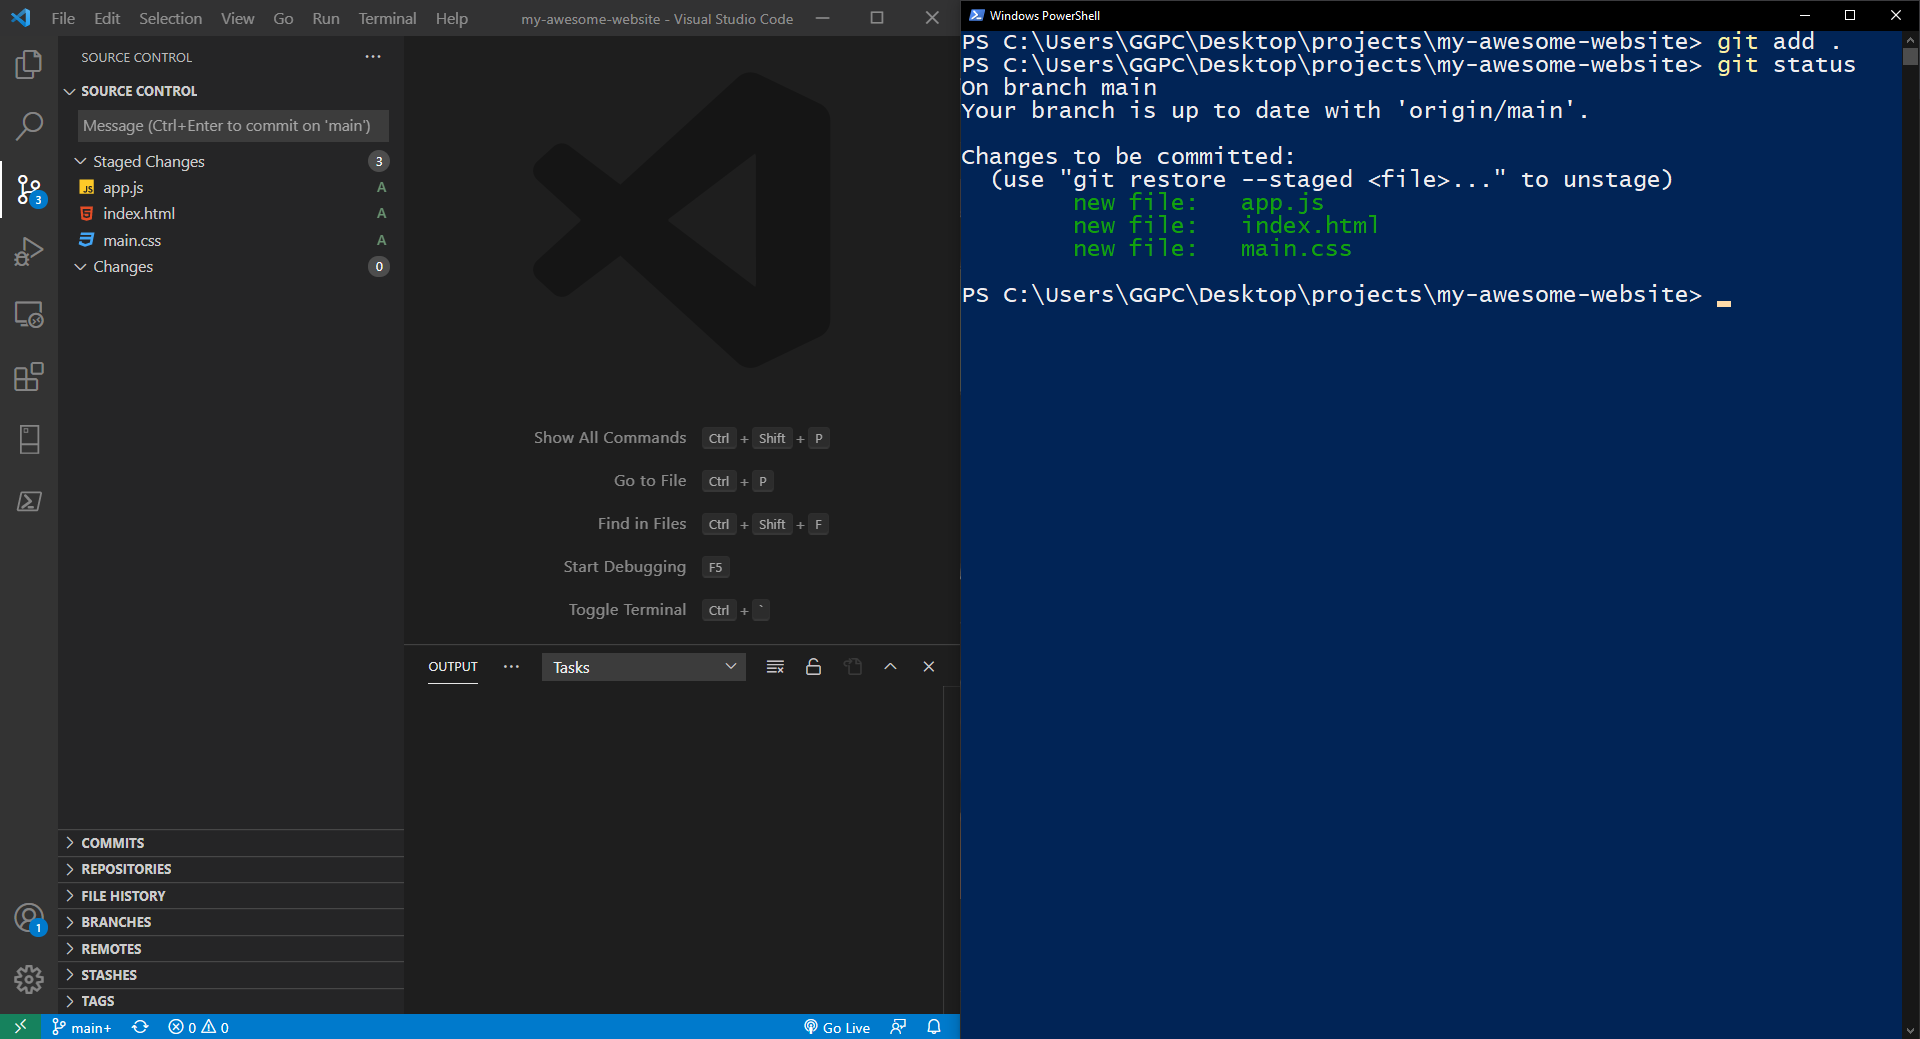 File Edit Selection View Go Run Terminal Help my-awesome-website - Visual Studio Code
SOURCE CONTROL
SOURCE CONTROL
Message (Ctrl+Enter to commit on 'main')
Staged Changes 3
JS app.js A
index.html A
main.css A
Changes 0
3
1
Show All Commands Ctrl + Shift + P
Go to File Ctrl + P
Find in Files Ctrl + Shift + F
Start Debugging F5
Toggle Terminal Ctrl + `
OUTPUT Tasks
COMMITS
REPOSITORIES
FILE HISTORY
BRANCHES
REMOTES
STASHES
TAGS
main+ 0 0 Go Live
Windows PowerShell
PS C:\Users\GGPC\Desktop\projects\my-awesome-website> git add .
PS C:\Users\GGPC\Desktop\projects\my-awesome-website> git status
On branch main
Your branch is up to date with 'origin/main'.
Changes to be committed:
(use "git restore --staged <file>..." to unstage)
new file: app.js
new file: index.html
new file: main.css
PS C:\Users\GGPC\Desktop\projects\my-awesome-website>